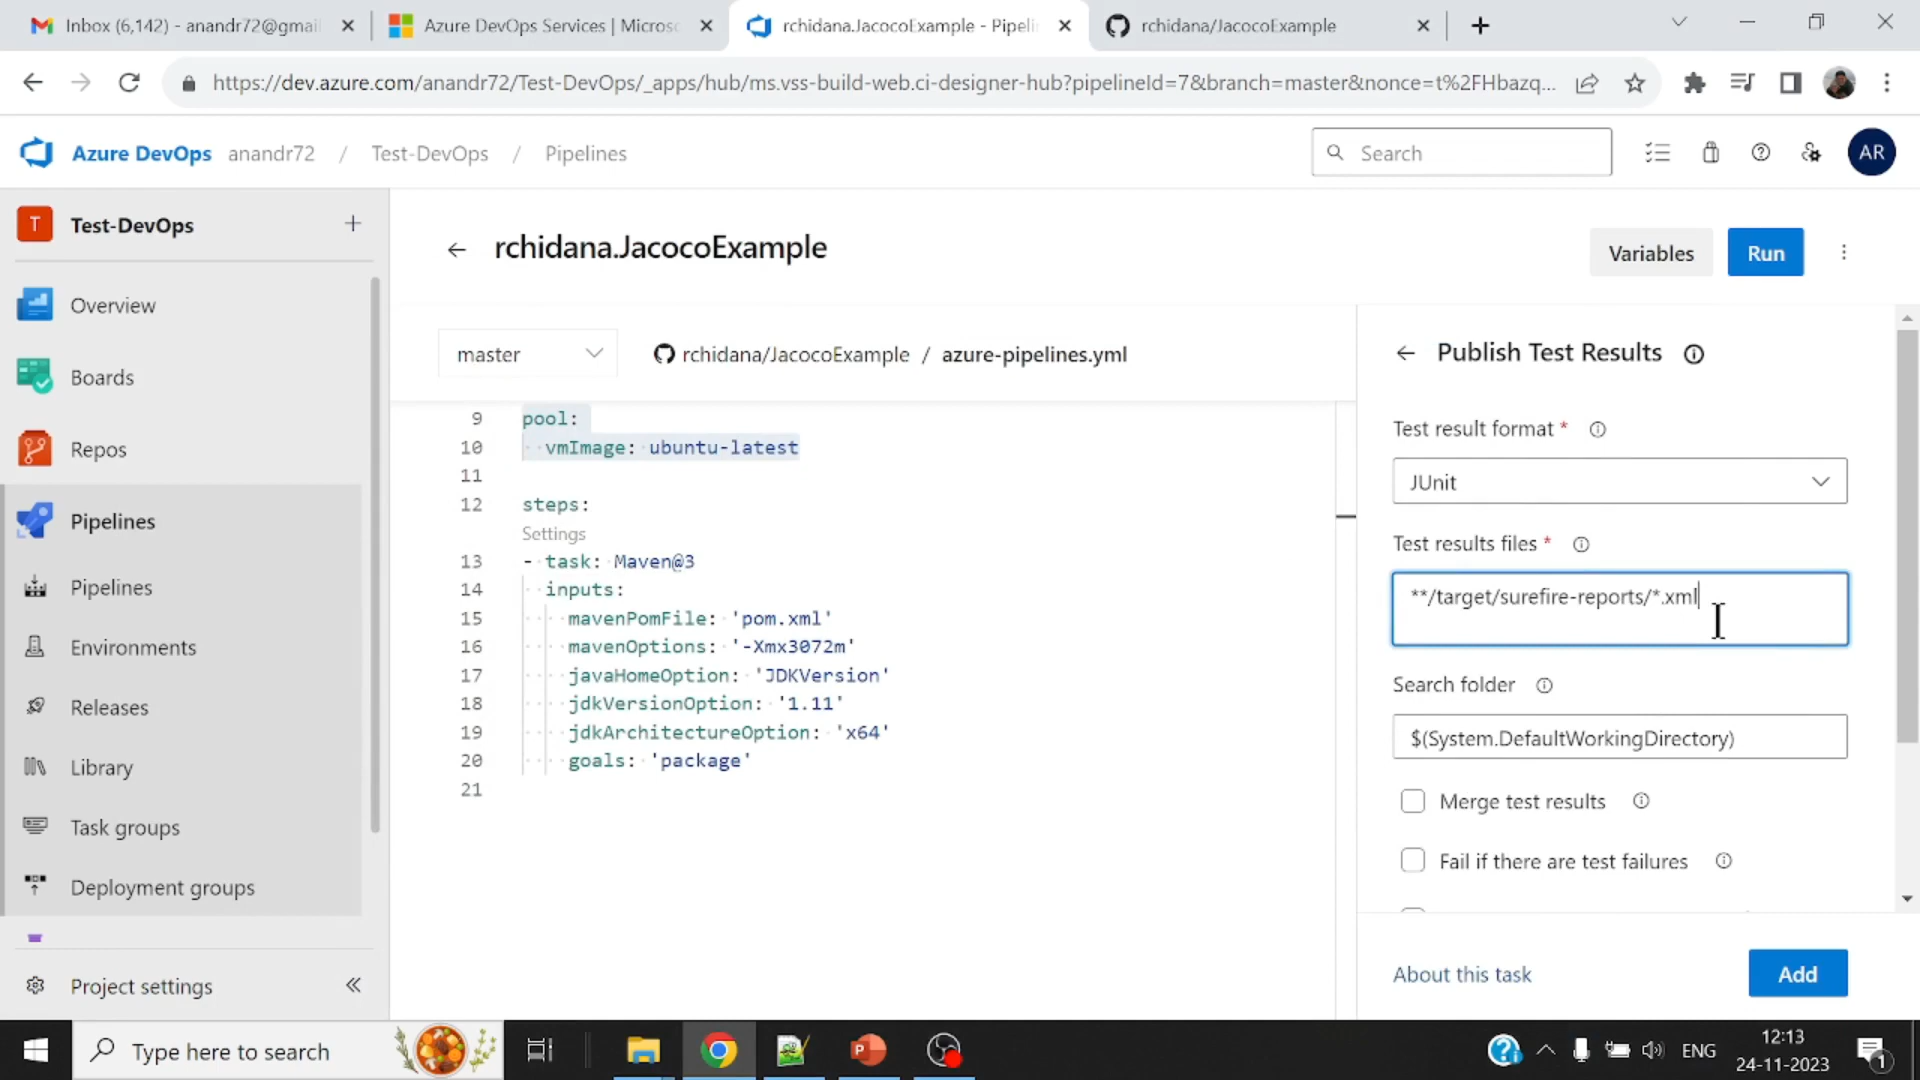 Inbox (6,142) - anandr72@gmail
Azure DevOps Services | Micros
rchidana.JacocoExample - Pipeli
rchidana/JacocoExample
https://dev.azure.com/anandr72/Test-DevOps/_apps/hub/ms.vss-build-web.ci-designer-hub?pipelineId=7&branch=master&nonce=t%2FHbazq...
Azure DevOps anandr72 / Test-DevOps / Pipelines
Search
AR
T Test-DevOps
Overview
Boards
Repos
Pipelines
Pipelines
Environments
Releases
Library
Task groups
Deployment groups
Project settings
rchidana.JacocoExample
Variables
Run
master
rchidana/JacocoExample / azure-pipelines.yml
9 pool:
10 vmImage: ubuntu-latest
11
12 steps:
Settings
13 - task: Maven@3
14 inputs:
15 mavenPomFile: 'pom.xml'
16 mavenOptions: '-Xmx3072m'
17 javaHomeOption: 'JDKVersion'
18 jdkVersionOption: '1.11'
19 jdkArchitectureOption: 'x64'
20 goals: 'package'
21
Publish Test Results
Test result format *
JUnit
Test results files *
**/target/surefire-reports/*.xml
Search folder
$(System.DefaultWorkingDirectory)
Merge test results
Fail if there are test failures
About this task
Add
Type here to search
P
ENG
12:13
24-11-2023
1